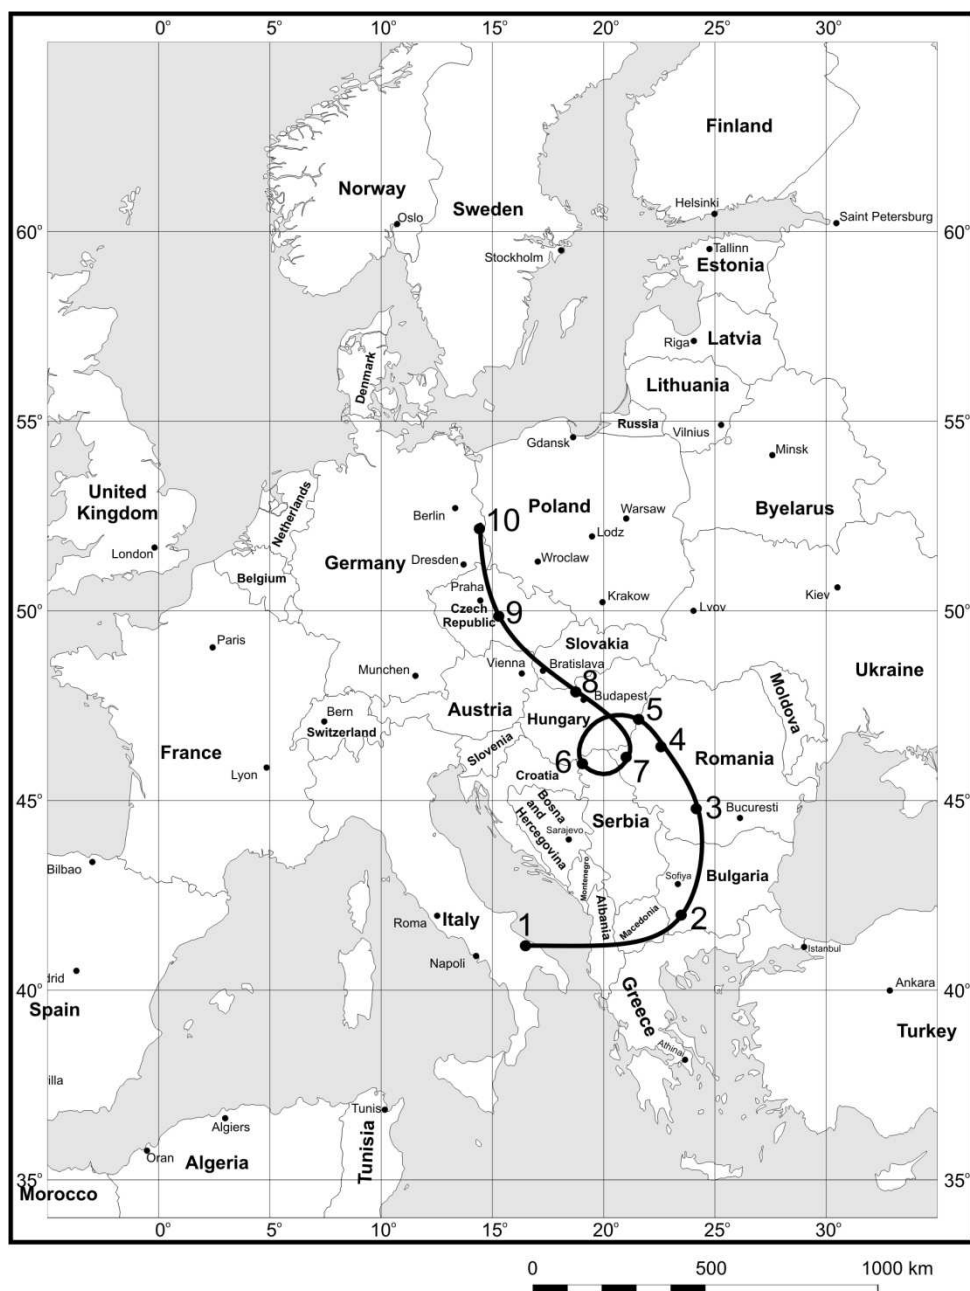 0° 5° 10° 15° 20° 25° 30°
Finland
Norway
Sweden
Helsinki
Oslo
Saint Petersburg
60° 60°
Stockholm
Tallinn
Estonia
Riga
Latvia
Denmark
Lithuania
55° 55°
Russia
Vilnius
Gdansk
Minsk
United
Kingdom
Netherlands
Berlin
10
Poland
Warsaw
Byelarus
London
Lodz
Germany
Dresden
Wroclaw
Belgium
Praha
Krakow
Kiev
50° 50°
Czech
Republic
9
Lvov
Paris
Slovakia
Ukraine
Munchen
Vienna
Bratislava
8
Budapest
Moldova
Bern
Austria
Hungary
5
Switzerland
4
France
Slovenia
6
7
Romania
Lyon
Croatia
45° 45°
Bosna
and
Hercegovina
Serbia
3
Bucuresti
Sarajevo
Bilbao
Montenegro
Sofiya
Bulgaria
Albania
Macedonia
2
Roma
Italy
1
Napoli
Istanbul
drid
40° 40°
Ankara
Spain
Greece
Turkey
Athinai
illa
Tunis
Algiers
Oran
Algeria
Tunisia
35° 35°
Morocco
0° 5° 10° 15° 20° 25° 30°
0 500 1000 km